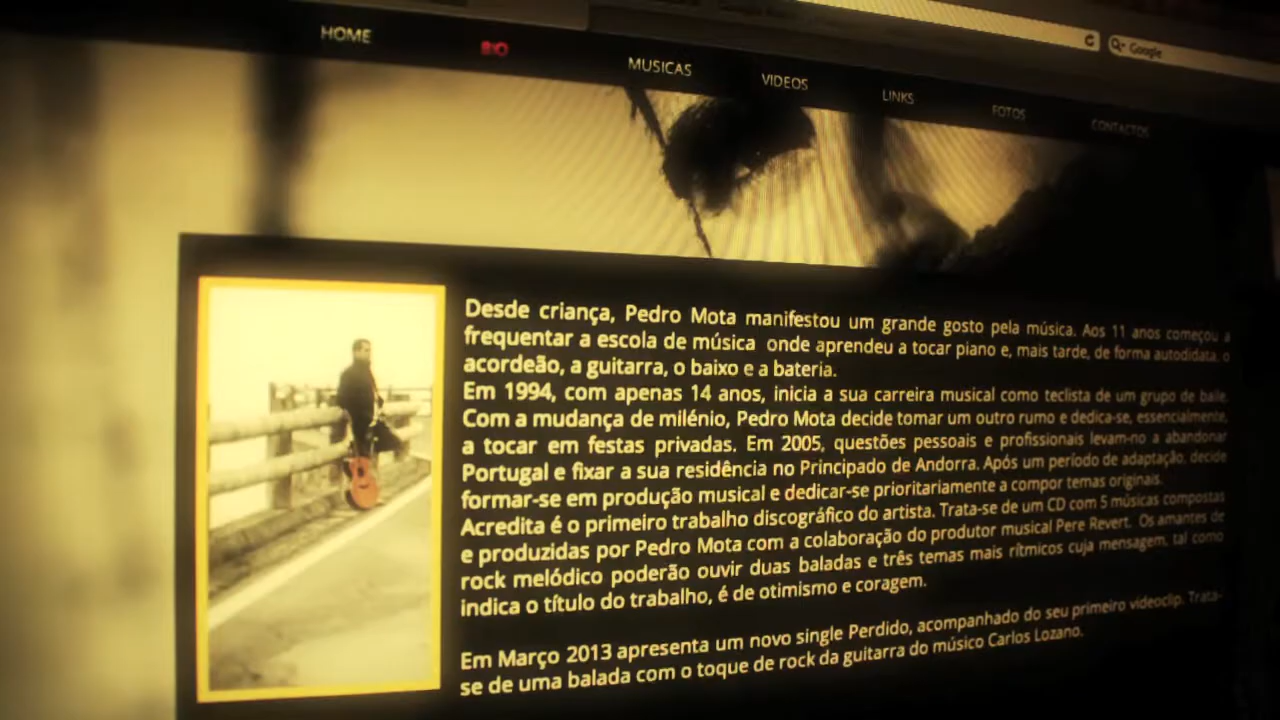 Google
HOME BIO MUSICAS VIDEOS LINKS FOTOS CONTACTOS
Desde criança, Pedro Mota manifestou um grande gosto pela música. Aos 11 anos começou a
frequentar a escola de música onde aprendeu a tocar piano e, mais tarde, de forma autodidata, o
acordeão, a guitarra, o baixo e a bateria.
Em 1994, com apenas 14 anos, inicia a sua carreira musical como teclista de um grupo de baile.
Com a mudança de milénio, Pedro Mota decide tomar um outro rumo e dedica-se, essencialmente,
a tocar em festas privadas. Em 2005, questões pessoais e profissionais levam-no a abandonar
Portugal e fixar a sua residência no Principado de Andorra. Após um período de adaptação, decide
formar-se em produção musical e dedicar-se prioritariamente a compor temas originais.
Acredita é o primeiro trabalho discográfico do artista. Trata-se de um CD com 5 músicas compostas
e produzidas por Pedro Mota com a colaboração do produtor musical Pere Revert. Os amantes de
rock melódico poderão ouvir duas baladas e três temas mais rítmicos cuja mensagem, tal como
indica o título do trabalho, é de otimismo e coragem.
Em Março 2013 apresenta um novo single Perdido, acompanhado do seu primeiro videoclip. Trata-
se de uma balada com o toque de rock da guitarra do músico Carlos Lozano.